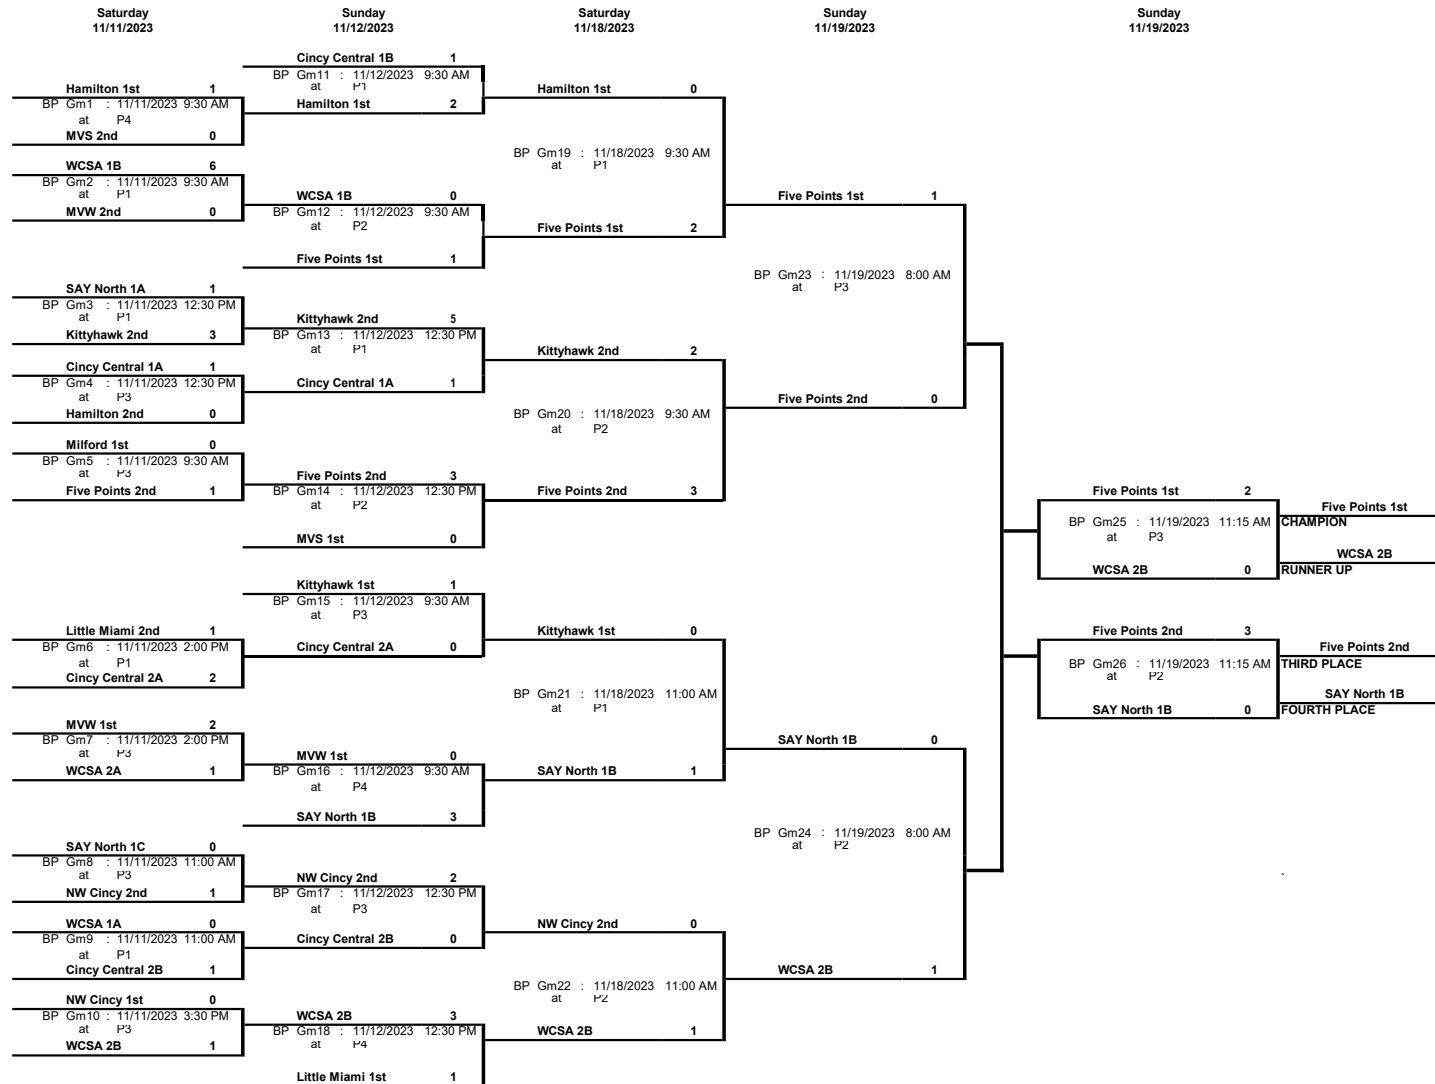 Saturday
11/11/2023
Sunday
11/12/2023
Saturday
11/18/2023
Sunday
11/19/2023
Sunday
11/19/2023
Hamilton 1st 1
BP Gm1 : 11/11/2023 9:30 AM
at P4
MVS 2nd 0
WCSA 1B 6
BP Gm2 : 11/11/2023 9:30 AM
at P1
MVW 2nd 0
SAY North 1A 1
BP Gm3 : 11/11/2023 12:30 PM
at P1
Kittyhawk 2nd 3
Cincy Central 1A 1
BP Gm4 : 11/11/2023 12:30 PM
at P3
Hamilton 2nd 0
Milford 1st 0
BP Gm5 : 11/11/2023 9:30 AM
at P3
Five Points 2nd 1
Little Miami 2nd 1
BP Gm6 : 11/11/2023 2:00 PM
at P1
Cincy Central 2A 2
MVW 1st 2
BP Gm7 : 11/11/2023 2:00 PM
at P3
WCSA 2A 1
SAY North 1C 0
BP Gm8 : 11/11/2023 11:00 AM
at P3
NW Cincy 2nd 1
WCSA 1A 0
BP Gm9 : 11/11/2023 11:00 AM
at P1
Cincy Central 2B 1
NW Cincy 1st 0
BP Gm10 : 11/11/2023 3:30 PM
at P3
WCSA 2B 1
Cincy Central 1B 1
BP Gm11 : 11/12/2023 9:30 AM
at P1
Hamilton 1st 2
WCSA 1B 0
BP Gm12 : 11/12/2023 9:30 AM
at P2
Five Points 1st 1
Kittyhawk 2nd 5
BP Gm13 : 11/12/2023 12:30 PM
at P1
Cincy Central 1A 1
Five Points 2nd 3
BP Gm14 : 11/12/2023 12:30 PM
at P2
MVS 1st 0
Kittyhawk 1st 1
BP Gm15 : 11/12/2023 9:30 AM
at P3
Cincy Central 2A 0
MVW 1st 0
BP Gm16 : 11/12/2023 9:30 AM
at P4
SAY North 1B 3
NW Cincy 2nd 2
BP Gm17 : 11/12/2023 12:30 PM
at P3
Cincy Central 2B 0
WCSA 2B 3
BP Gm18 : 11/12/2023 12:30 PM
at P4
Little Miami 1st 1
Hamilton 1st 0
BP Gm19 : 11/18/2023 9:30 AM
at P1
Five Points 1st 2
Kittyhawk 2nd 2
BP Gm20 : 11/18/2023 9:30 AM
at P2
Five Points 2nd 3
Kittyhawk 1st 0
BP Gm21 : 11/18/2023 11:00 AM
at P1
SAY North 1B 1
NW Cincy 2nd 0
BP Gm22 : 11/18/2023 11:00 AM
at P2
WCSA 2B 1
Five Points 1st 1
BP Gm23 : 11/19/2023 8:00 AM
at P3
Five Points 2nd 0
SAY North 1B 0
BP Gm24 : 11/19/2023 8:00 AM
at P2
WCSA 2B 1
Five Points 1st 2
BP Gm25 : 11/19/2023 11:15 AM
at P3
WCSA 2B 0
Five Points 1st
CHAMPION
WCSA 2B
RUNNER UP
Five Points 2nd 3
BP Gm26 : 11/19/2023 11:15 AM
at P2
SAY North 1B 0
Five Points 2nd
THIRD PLACE
SAY North 1B
FOURTH PLACE
`